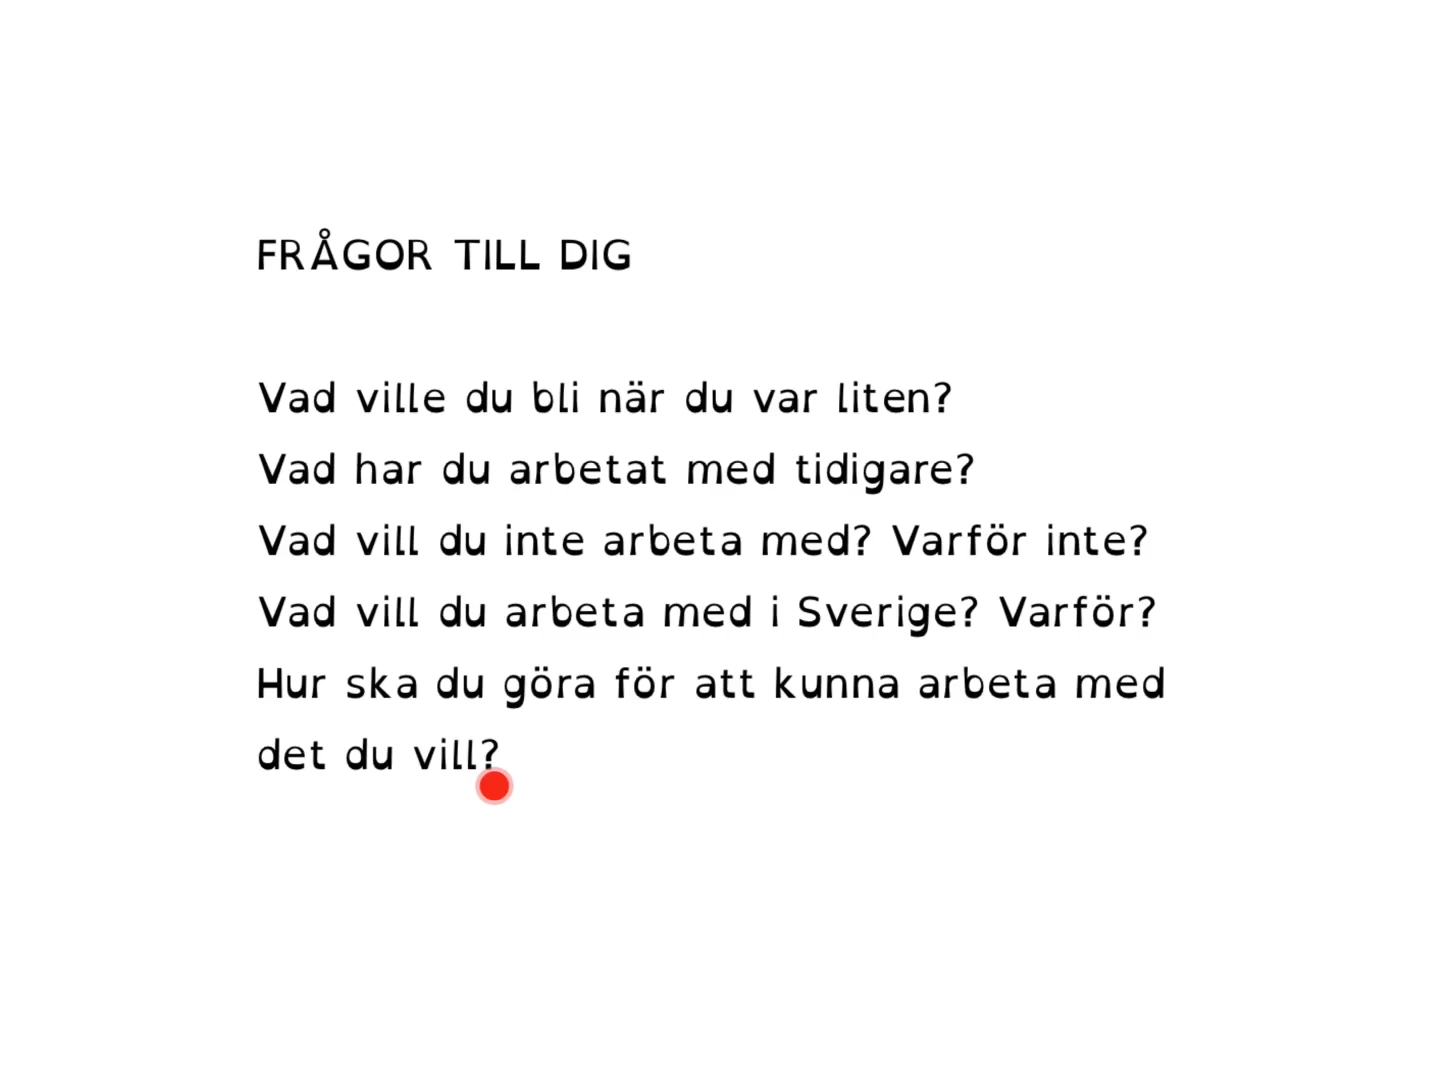 FRÅGOR TILL DIG
Vad ville du bli när du var liten?
Vad har du arbetat med tidigare?
Vad vill du inte arbeta med? Varför inte?
Vad vill du arbeta med i Sverige? Varför?
Hur ska du göra för att kunna arbeta med
det du vill?